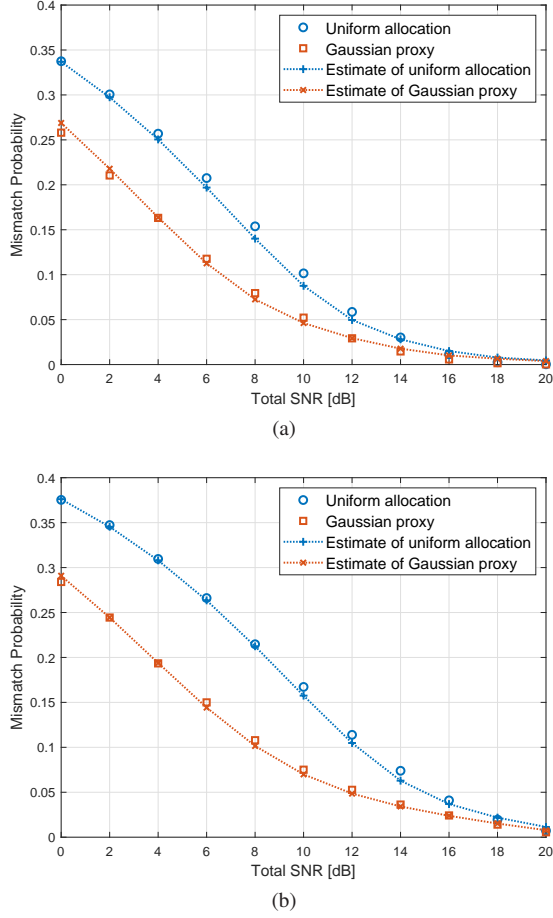 0.4
0.35
0.3
0.25
0.2
0.15
0.1
0.05
0
Mismatch Probability
Uniform allocation
Gaussian proxy
Estimate of uniform allocation
Estimate of Gaussian proxy
0 2 4 6 8 10 12 14 16 18 20
Total SNR [dB]
(a)
0.4
0.35
0.3
0.25
0.2
0.15
0.1
0.05
0
Mismatch Probability
Uniform allocation
Gaussian proxy
Estimate of uniform allocation
Estimate of Gaussian proxy
0 2 4 6 8 10 12 14 16 18 20
Total SNR [dB]
(b)